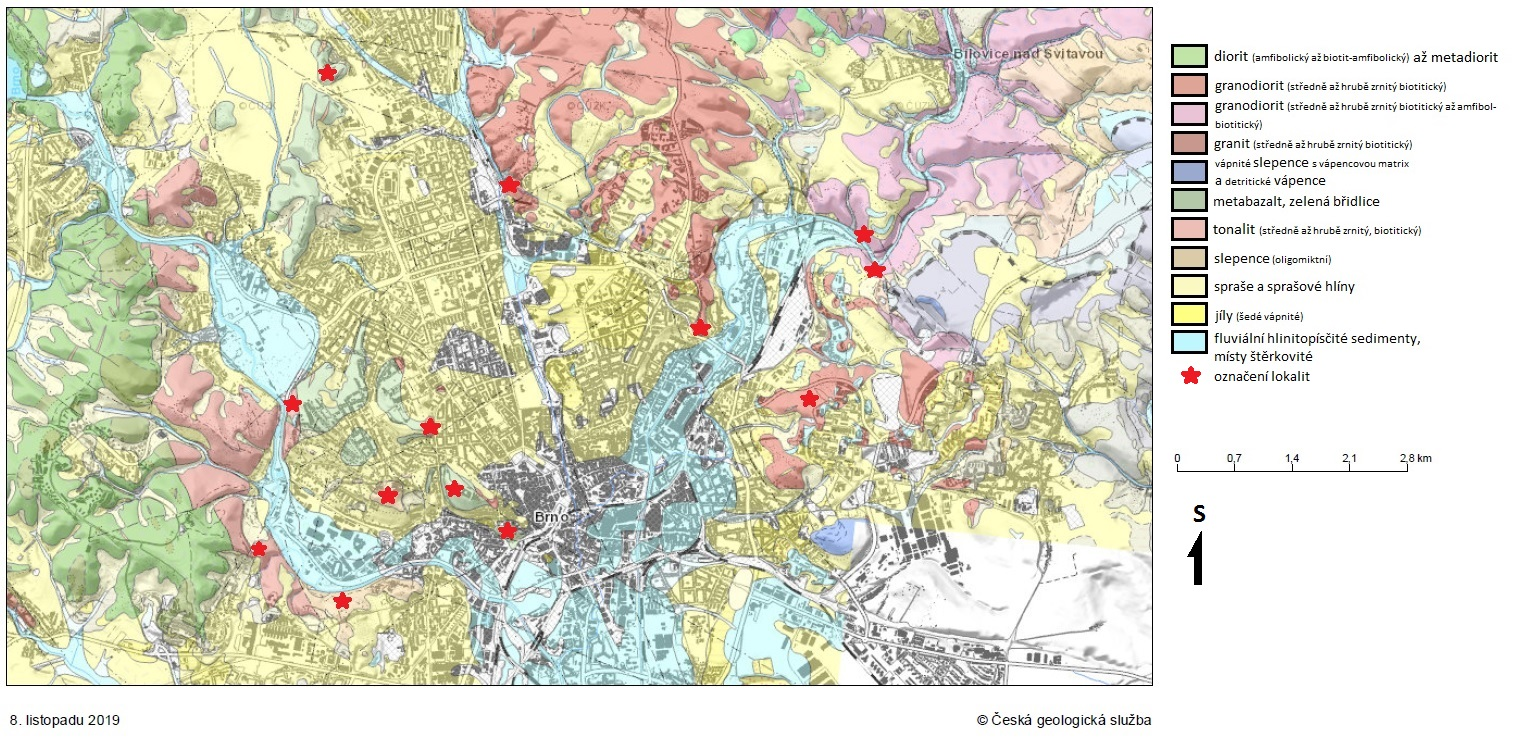 Bílovice nad Svitavou
©ČÚZK
©ČÚZK
©ČÚZK
Brno
diorit (amfibolický až biotit-amfibolický) až metadiorit
granodiorit (středně až hrubě zrnitý biotitický)
granodiorit (středně až hrubě zrnitý biotitický až amfibol-
biotitický)
granit (středně až hrubě zrnitý biotitický)
vápnité slepence s vápencovou matrix
a detritické vápence
metabazalt, zelená břidlice
tonalit (středně až hrubě zrnitý, biotitický)
slepence (oligomiktní)
spraše a sprašové hlíny
jíly (šedé vápnité)
fluviální hlinitopísčité sedimenty,
místy štěrkovité
označení lokalit
0 0,7 1,4 2,1 2,8 km
S
8. listopadu 2019
© Česká geologická služba